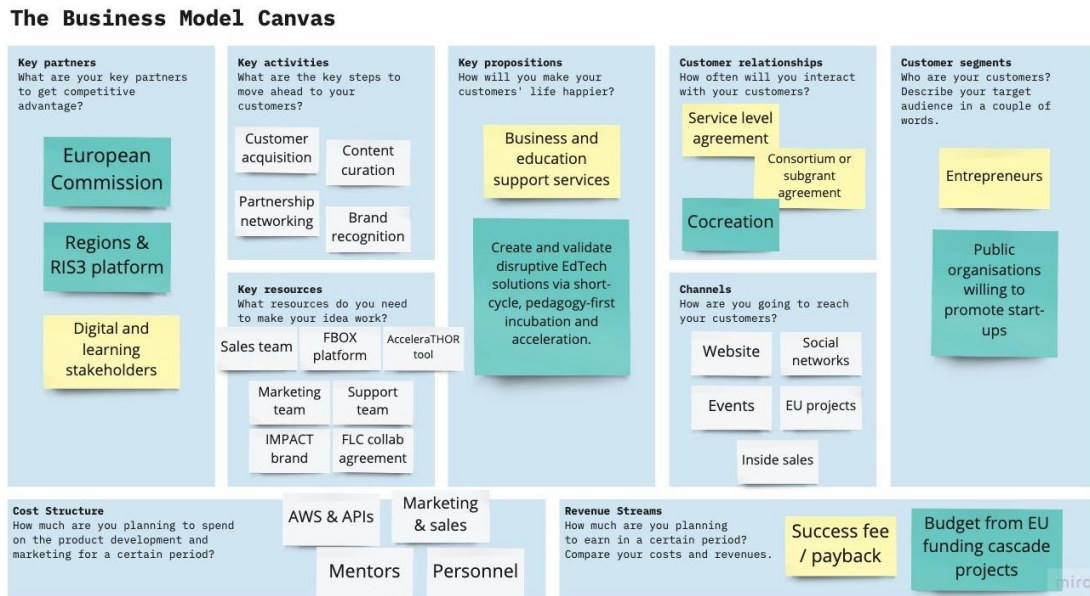 The Business Model Canvas
Key partners
What are your key partners
to get competitive
advantage?
European
Commission
Regions &
RIS3 platform
Digital and
learning
stakeholders
Key activities
What are the key steps to
move ahead to your
customers?
Customer
acquisition
Content
curation
Partnership
networking
Brand
recognition
Key resources
What resources do you need
to make your idea work?
Sales team
FBOX
platform
AcceleraTHOR
tool
Marketing
team
Support
team
IMPACT
brand
FLC collab
agreement
Key propositions
How will you make your
customers' life happier?
Business and
education
support services
Create and validate
disruptive EdTech
solutions via short-
cycle, pedagogy-first
incubation and
acceleration.
Customer relationships
How often will you interact
with your customers?
Service level
agreement
Consortium or
subgrant
agreement
Cocreation
Channels
How are you going to reach
your customers?
Website
Social
networks
Events
EU projects
Inside sales
Customer segments
Who are your customers?
Describe your target
audience in a couple of
words.
Entrepreneurs
Public
organisations
willing to
promote start-
ups
Cost Structure
How much are you planning to spend
on the product development and
marketing for a certain period?
AWS & APIs
Marketing
& sales
Mentors
Personnel
Revenue Streams
How much are you planning
to earn in a certain period?
Compare your costs and revenues.
Success fee
/ payback
Budget from EU
funding cascade
projects
miro